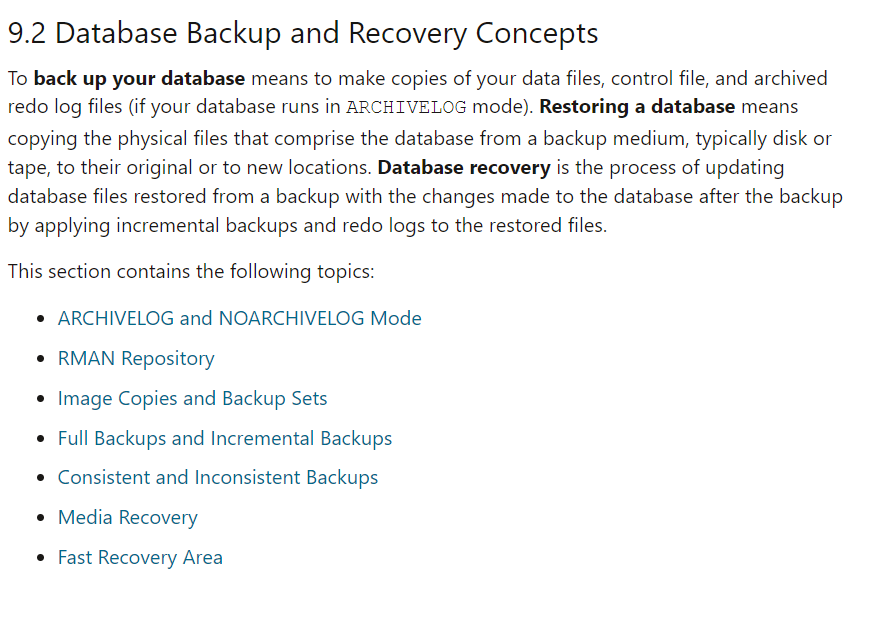 9.2 Database Backup and Recovery Concepts
To back up your database means to make copies of your data files, control file, and archived
redo log files (if your database runs in ARCHIVELOG mode). Restoring a database means
copying the physical files that comprise the database from a backup medium, typically disk or
tape, to their original or to new locations. Database recovery is the process of updating
database files restored from a backup with the changes made to the database after the backup
by applying incremental backups and redo logs to the restored files.
This section contains the following topics:
• ARCHIVELOG and NOARCHIVELOG Mode
• RMAN Repository
• Image Copies and Backup Sets
• Full Backups and Incremental Backups
• Consistent and Inconsistent Backups
• Media Recovery
• Fast Recovery Area